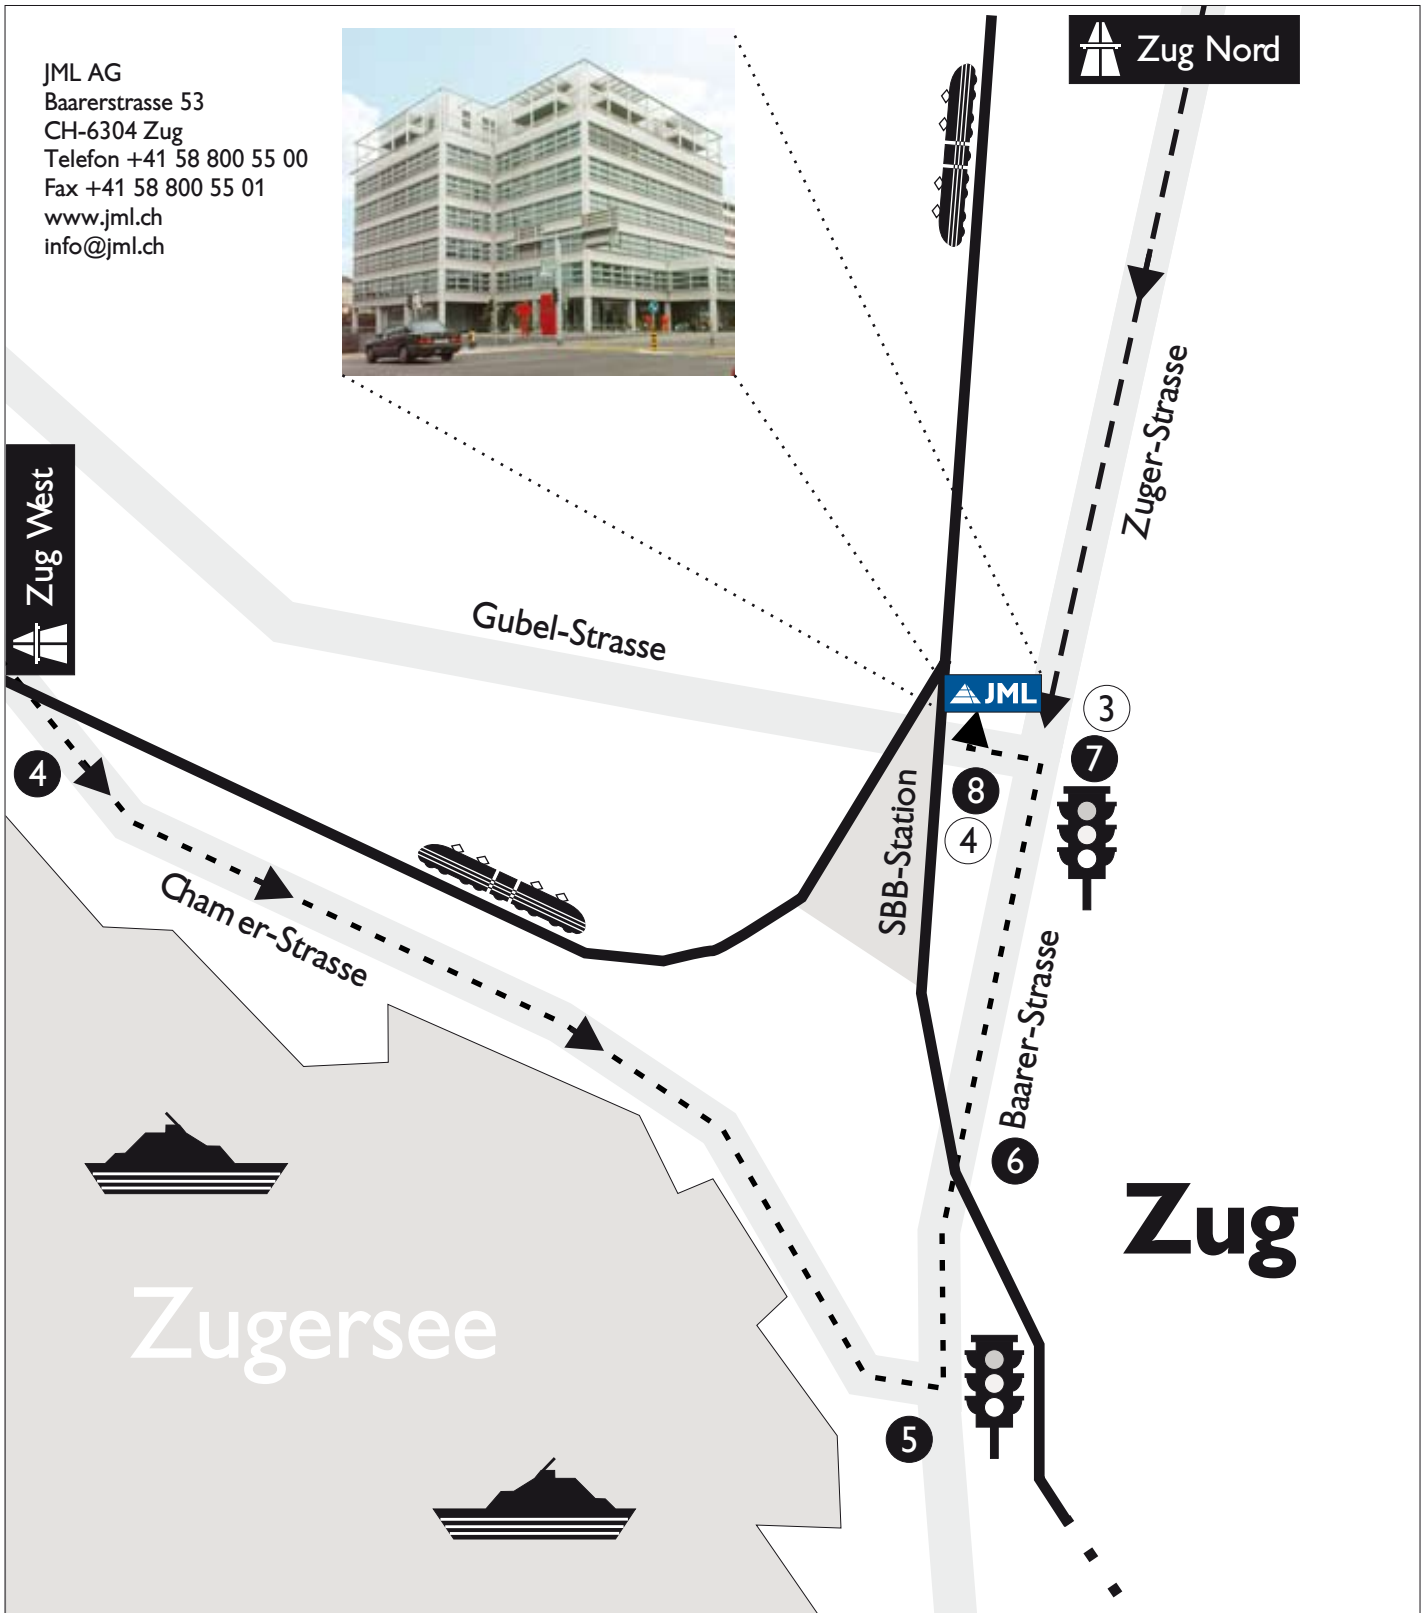 JML AG
Baarerstrasse 53
CH-6304 Zug
Telefon +41 58 800 55 00
Fax +41 58 800 55 01
www.jml.ch
info@jml.ch
Zug Nord
Zuger-Strasse
Zug West
Gubel-Strasse
JML
3
7
4
8
4
SBB-Station
Chamer-Strasse
Baarer-Strasse
6
Zug
Zugersee
5